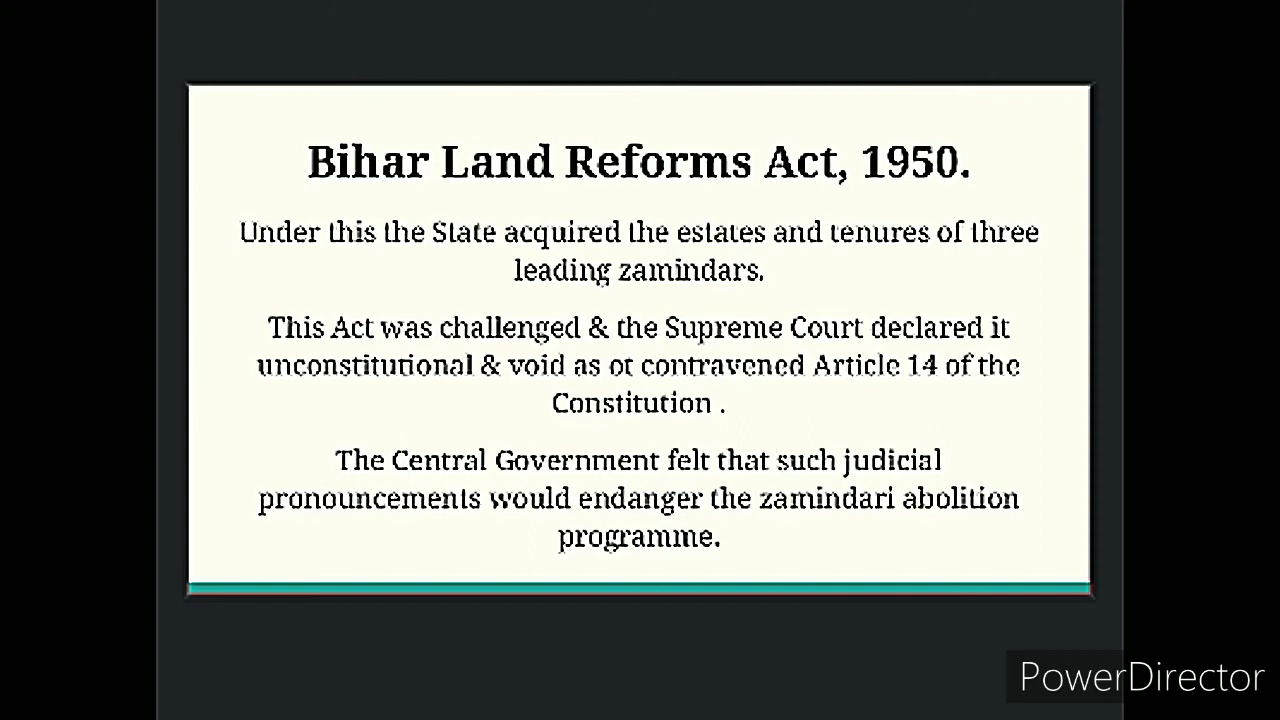 Bihar Land Reforms Act, 1950.
Under this the State acquired the estates and tenures of three
leading zamindars.
This Act was challenged & the Supreme Court declared it
unconstitutional & void as ot contravened Article 14 of the
Constitution .
The Central Government felt that such judicial
pronouncements would endanger the zamindari abolition
programme.
PowerDirector